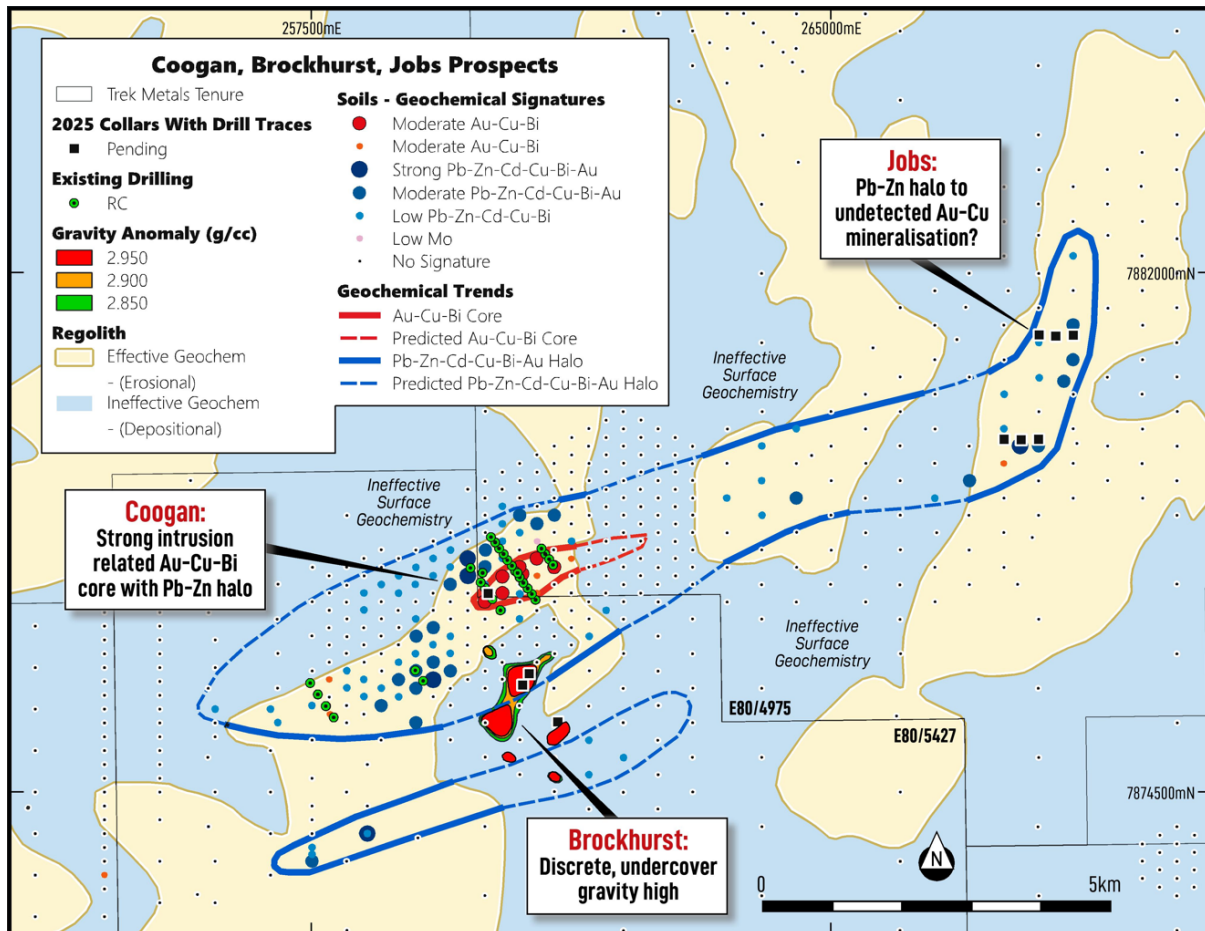 257500mE
265000mE
Coogan, Brockhurst, Jobs Prospects
Trek Metals Tenure
2025 Collars With Drill Traces
Pending
Existing Drilling
RC
Gravity Anomaly (g/cc)
2.950
2.900
2.850
Regolith
Effective Geochem
- (Erosional)
Ineffective Geochem
- (Depositional)
Soils - Geochemical Signatures
Moderate Au-Cu-Bi
Moderate Au-Cu-Bi
Strong Pb-Zn-Cd-Cu-Bi-Au
Moderate Pb-Zn-Cd-Cu-Bi-Au
Low Pb-Zn-Cd-Cu-Bi
Low Mo
No Signature
Geochemical Trends
Au-Cu-Bi Core
Predicted Au-Cu-Bi Core
Pb-Zn-Cd-Cu-Bi-Au Halo
Predicted Pb-Zn-Cd-Cu-Bi-Au Halo
Jobs:
Pb-Zn halo to
undetected Au-Cu
mineralisation?
7882000mN
Ineffective
Surface
Geochemistry
Ineffective
Surface
Geochemistry
Coogan:
Strong intrusion
related Au-Cu-Bi
core with Pb-Zn halo
Ineffective
Surface
Geochemistry
E80/4975
E80/5427
7874500mN
Brockhurst:
Discrete, undercover
gravity high
N
0
5km